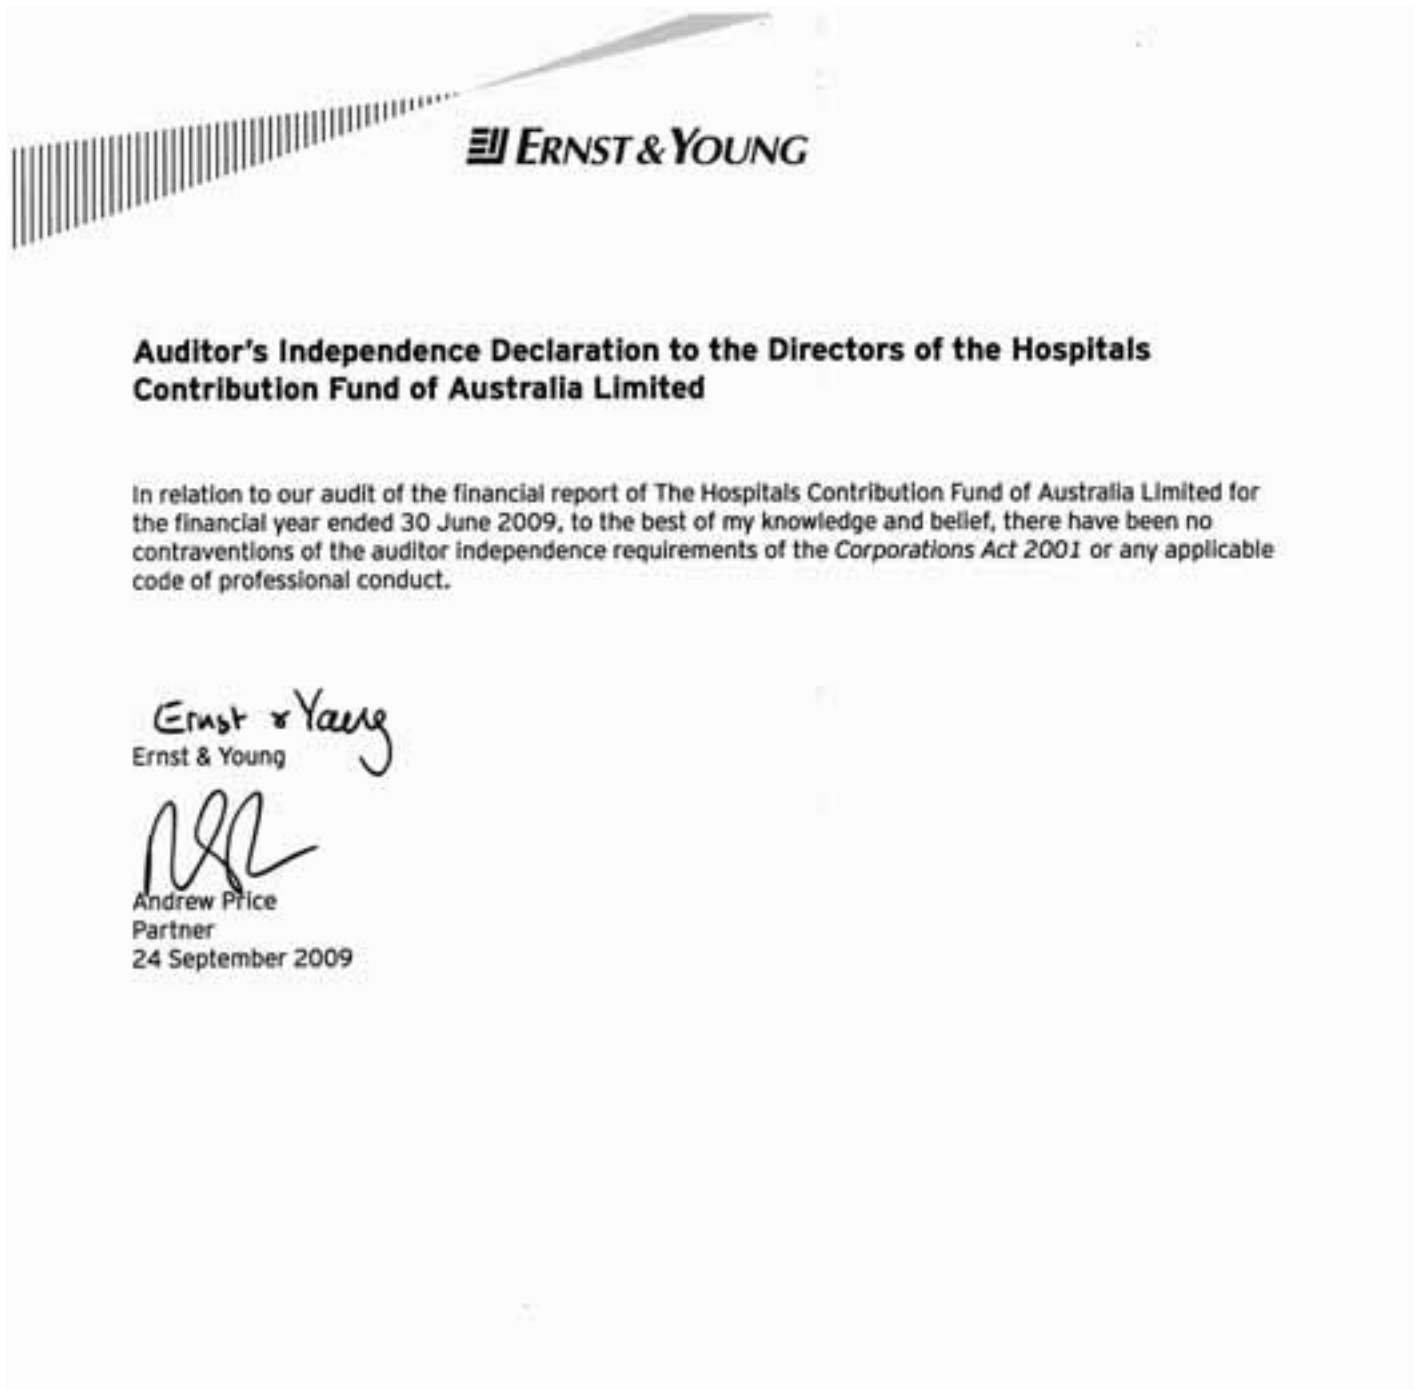 ERNST & YOUNG
Auditor's Independence Declaration to the Directors of the Hospitals
Contribution Fund of Australia Limited
In relation to our audit of the financial report of The Hospitals Contribution Fund of Australia Limited for
the financial year ended 30 June 2009, to the best of my knowledge and belief, there have been no
contraventions of the auditor independence requirements of the Corporations Act 2001 or any applicable
code of professional conduct.
Ernst & Young
Ernst & Young
Andrew Price
Partner
24 September 2009